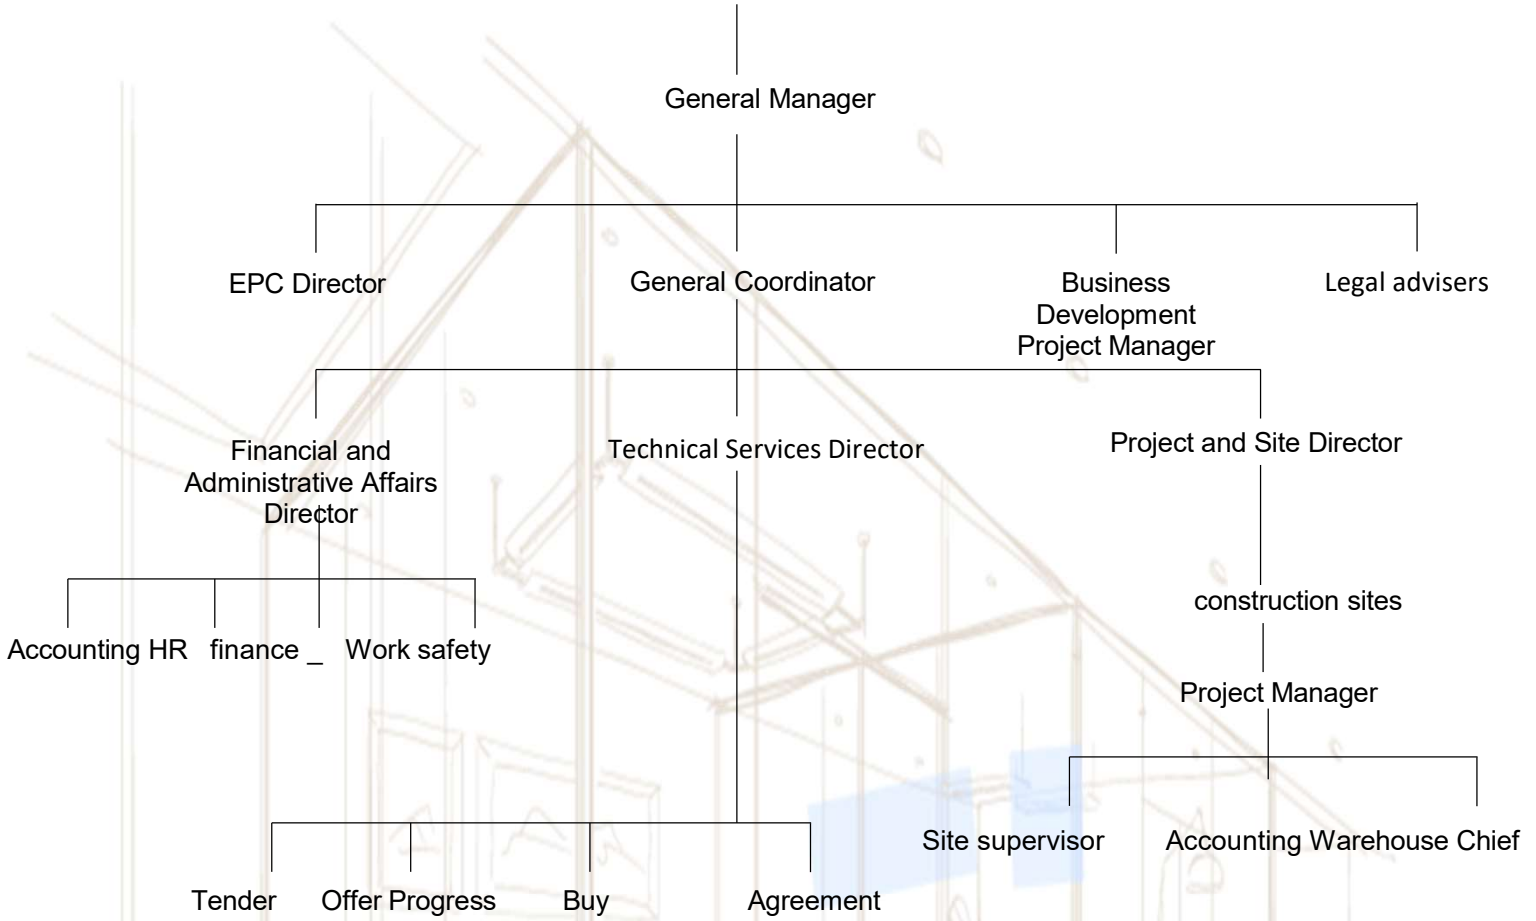 General Manager
EPC Director
General Coordinator
Business
Development
Project Manager
Legal advisers
Financial and
Administrative Affairs
Director
Technical Services Director
Project and Site Director
construction sites
Accounting HR finance _ Work safety
Project Manager
Site supervisor
Accounting Warehouse Chief
Tender
Offer Progress
Buy
Agreement